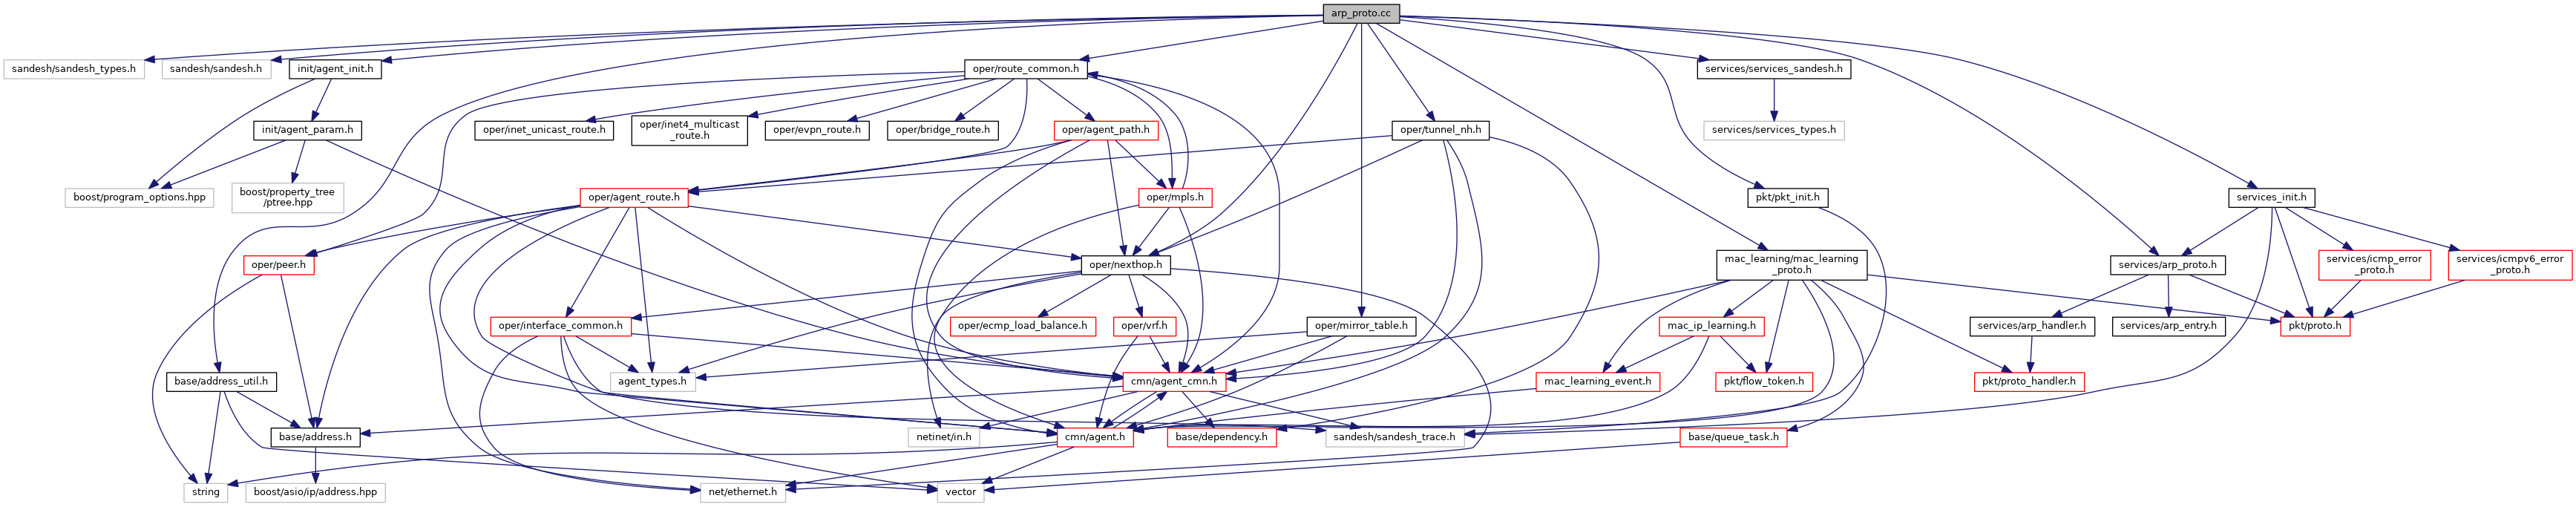 arp_proto.cc
sandesh/sandesh_types.h
sandesh/sandesh.h
init/agent_init.h
oper/route_common.h
services/services_sandesh.h
init/agent_param.h
oper/inet_unicast_route.h
oper/inet4_multicast
_route.h
oper/evpn_route.h
oper/bridge_route.h
oper/agent_path.h
oper/tunnel_nh.h
services/services_types.h
boost/program_options.hpp
boost/property_tree
/ptree.hpp
oper/agent_route.h
oper/mpls.h
pkt/pkt_init.h
services_init.h
oper/peer.h
oper/nexthop.h
mac_learning/mac_learning
_proto.h
services/arp_proto.h
services/icmp_error
_proto.h
services/icmpv6_error
_proto.h
oper/interface_common.h
oper/ecmp_load_balance.h
oper/vrf.h
oper/mirror_table.h
mac_ip_learning.h
services/arp_handler.h
services/arp_entry.h
pkt/proto.h
base/address_util.h
agent_types.h
cmn/agent_cmn.h
mac_learning_event.h
pkt/flow_token.h
pkt/proto_handler.h
base/address.h
netinet/in.h
cmn/agent.h
base/dependency.h
sandesh/sandesh_trace.h
base/queue_task.h
string
boost/asio/ip/address.hpp
net/ethernet.h
vector